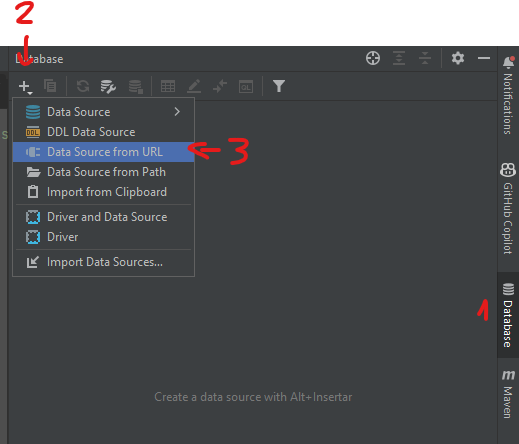 2
Database
Data Source
DDL Data Source
Data Source from URL
3
Data Source from Path
Import from Clipboard
Driver and Data Source
Driver
Import Data Sources...
Create a data source with Alt+Insertar
Notifications
GitHub Copilot
1
Database
m
Maven